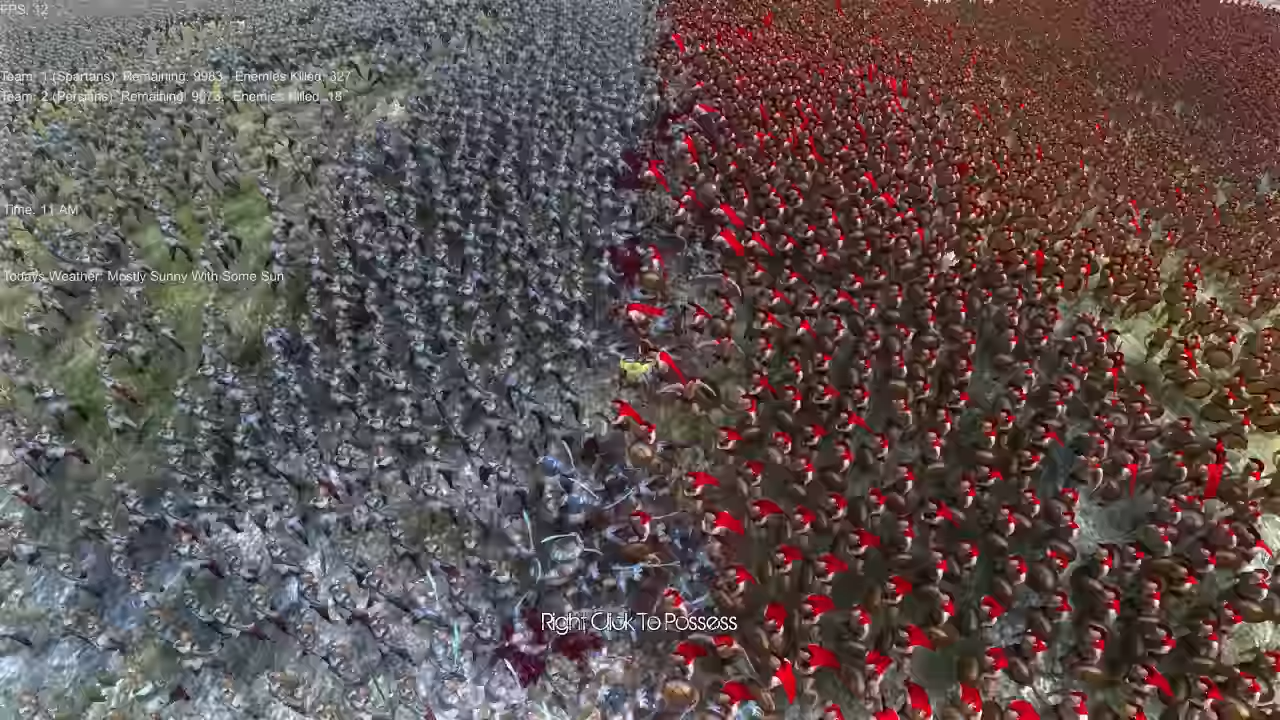 FPS: 12
Team: 1 (Spartans): Remaining: 9983, Enemies Killed: 327
Team: 2 (Persians): Remaining: 9673, Enemies Killed: 18
Time: 11 AM
Todays Weather: Mostly Sunny With Some Sun
Right Click To Possess